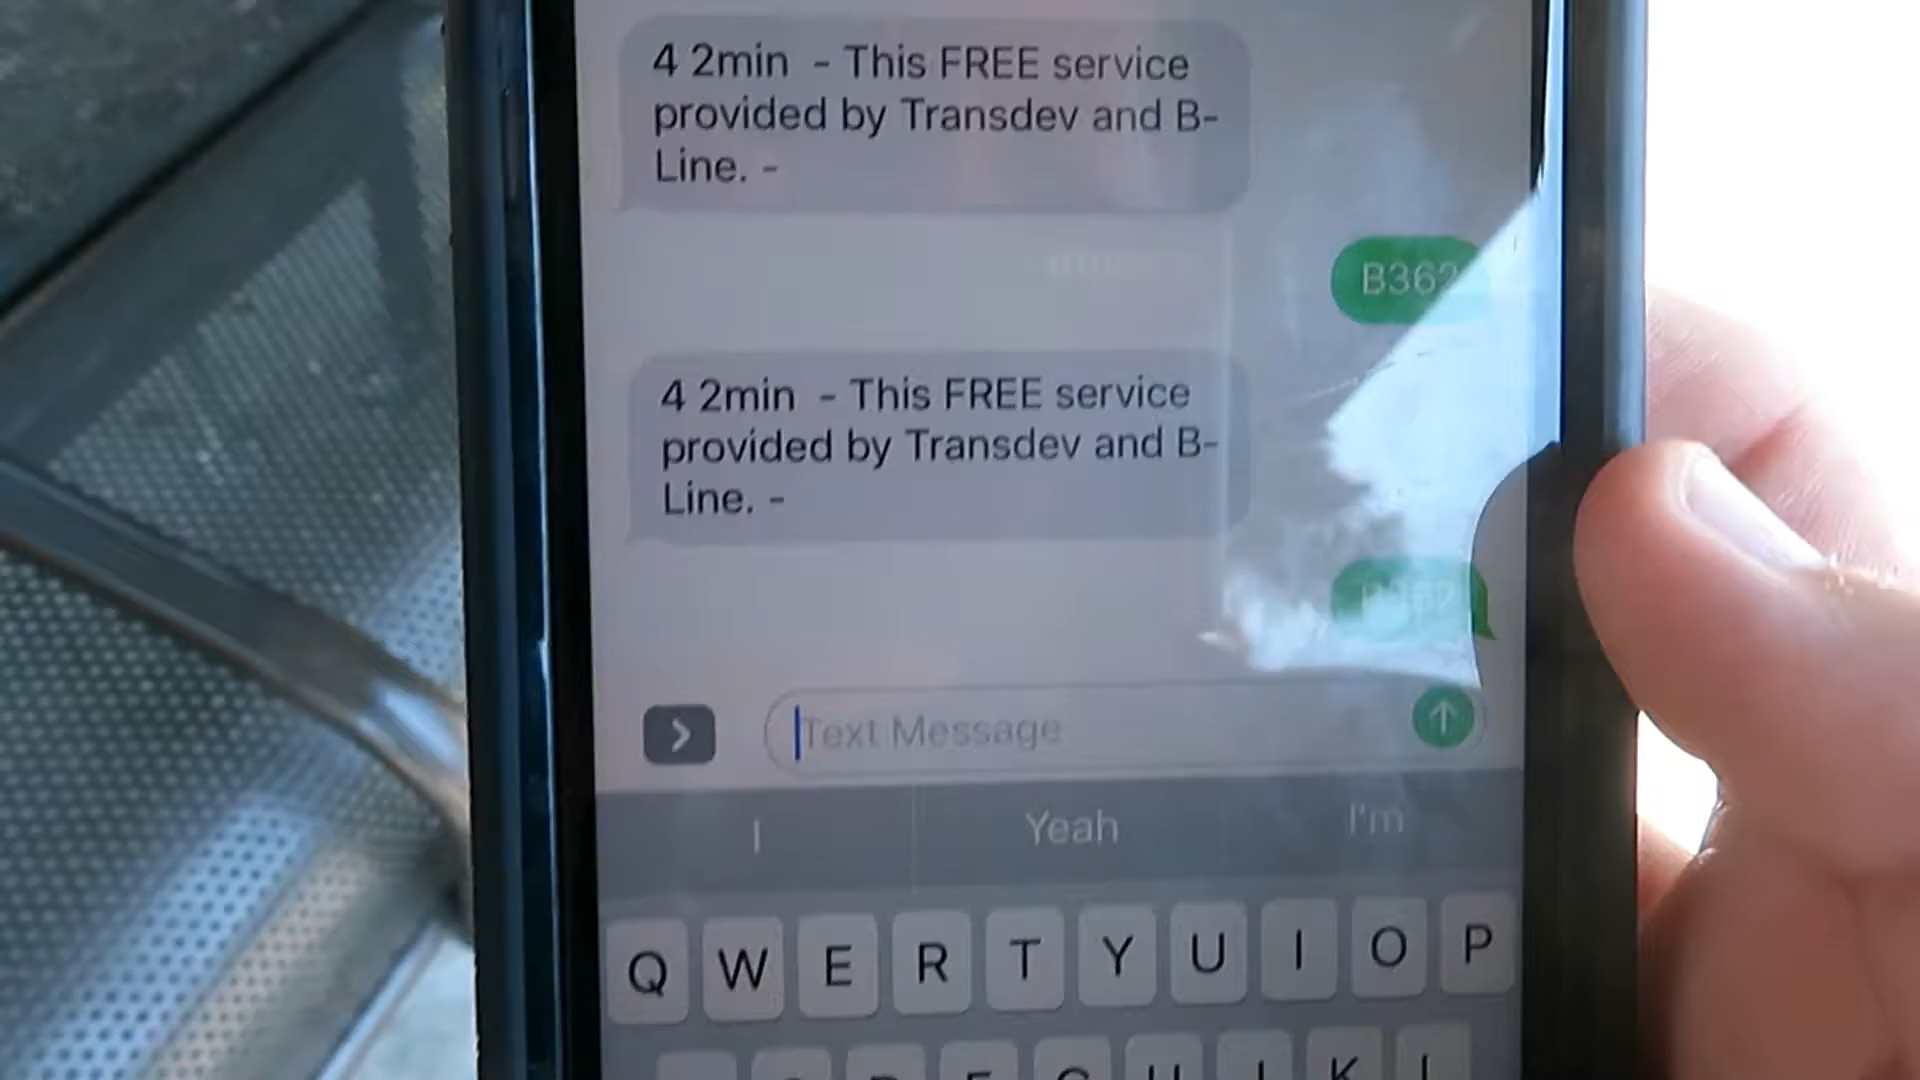 4 2min - This FREE service
provided by Transdev and B-
Line. -
B362
4 2min - This FREE service
provided by Transdev and B-
Line. -
Text Message
I Yeah I'm
Q W E R T Y U I O P